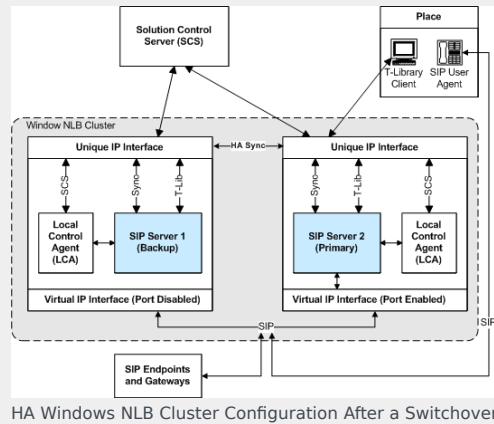 Solution Control
Server (SCS)
Place
T-Library
Client
SIP User
Agent
Window NLB Cluster
Unique IP Interface
HA Sync
Unique IP Interface
SCS
Sync
T-Lib
Sync
T-Lib
SCS
Local
Control
Agent
(LCA)
SIP Server 1
(Backup)
SIP Server 2
(Primary)
Local
Control
Agent
(LCA)
Virtual IP Interface (Port Disabled)
Virtual IP Interface (Port Enabled)
SIP
SIP
SIP Endpoints
and Gateways
HA Windows NLB Cluster Configuration After a Switchover